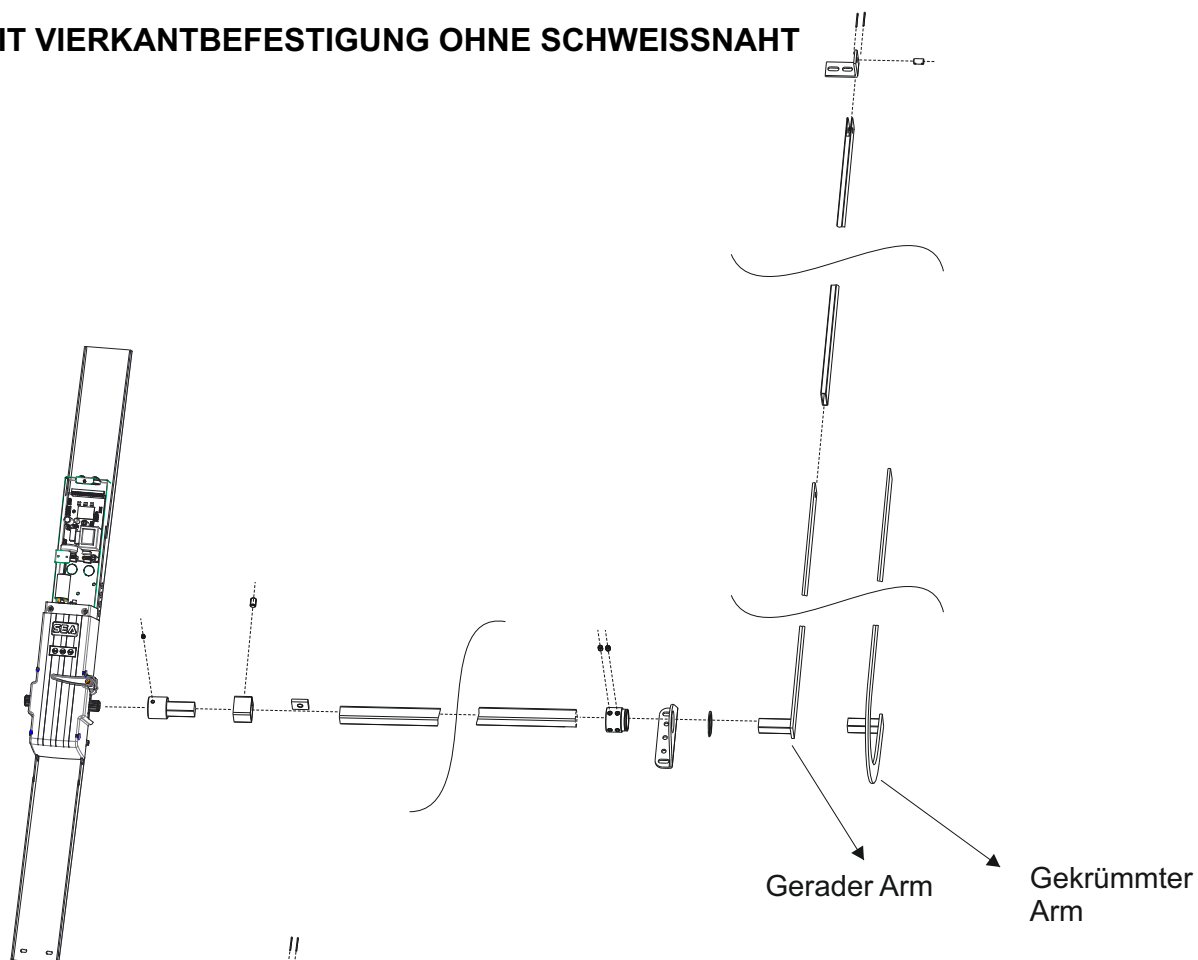 IT VIERKANTBEFESTIGUNG OHNE SCHWEISSNAHT
SEA
Gerader Arm
Gekrümmter
Arm